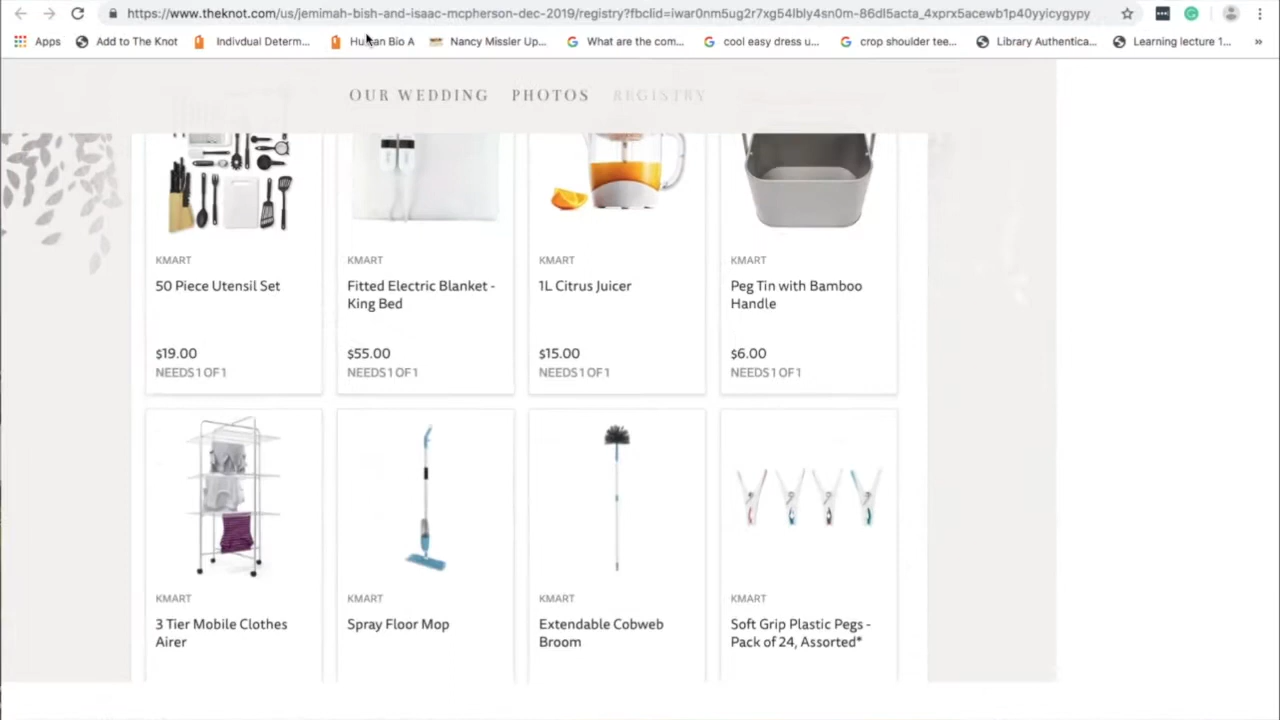 https://www.theknot.com/us/jemimah-bish-and-isaac-mcpherson-dec-2019/registry?fbclid=iwar0nm5ug2r7xg54lbly4sn0m-86dl5acta_4xprx5acewb1p40yyicygypy
Apps Add to The Knot Indivdual Determ... Human Bio A Nancy Missler Up... What are the com... cool easy dress u... crop shoulder tee... Library Authentica... Learning lecture 1... »
OUR WEDDING PHOTOS REGISTRY
KMART KMART KMART KMART
50 Piece Utensil Set Fitted Electric Blanket - 1L Citrus Juicer Peg Tin with Bamboo
King Bed Handle
$19.00 $55.00 $15.00 $6.00
NEEDS 1 OF 1 NEEDS 1 OF 1 NEEDS 1 OF 1 NEEDS 1 OF 1
KMART KMART KMART KMART
3 Tier Mobile Clothes Spray Floor Mop Extendable Cobweb Soft Grip Plastic Pegs -
Airer Broom Pack of 24, Assorted*